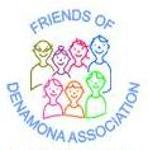 FRIENDS OF
DENAMONA ASSOCIATION